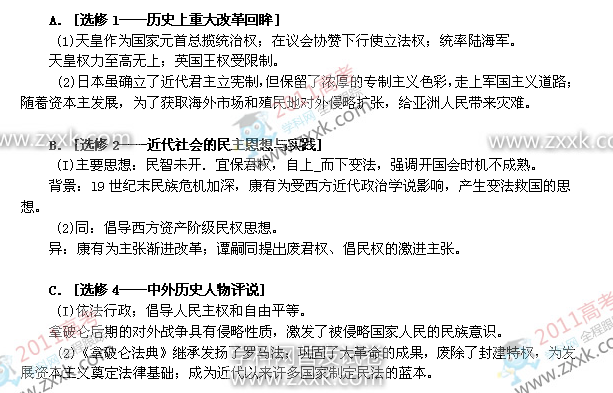 A. [选修 1——历史上重大改革回眸]
(1)天皇作为国家元首总揽统治权；在议会协赞下行使立法权；统率陆海军。
天皇权力至高无上；英国王权受限制。
(2)日本虽确立了近代君主立宪制,但保留了浓厚的专制主义色彩,走上军国主义道路;
随着资本主义发展，为了获取海外市场和殖民地对外侵略扩张，给亚洲人民带来灾难。
B. [选修 2——近代社会的民主思想与实践]
(I)主要思想：民智未开．宜保君权，自上_而下变法，强调开国会时机不成熟。
背景：19 世纪末民族危机加深，康有为受西方近代政治学说影响，产生变法救国的思
想。
(2)同：倡导西方资产阶级民权思想。
异：康有为主张渐进改革；谭嗣同提出废君权、倡民权的激进主张。
C. [选修 4——中外历史人物评说]
(I)依法行政；倡导人民主权和自由平等。
拿破仑后期的对外战争具有侵略性质，激发了被侵略国家人民的民族意识。
(2)《拿破仑法典》继承发扬了罗马法；巩固了大革命的成果，废除了封建特权，为发
展资本主义奠定法律基础；成为近代以来许多国家制定民法的蓝本。
2011高考
学科网
www.zxxk.com